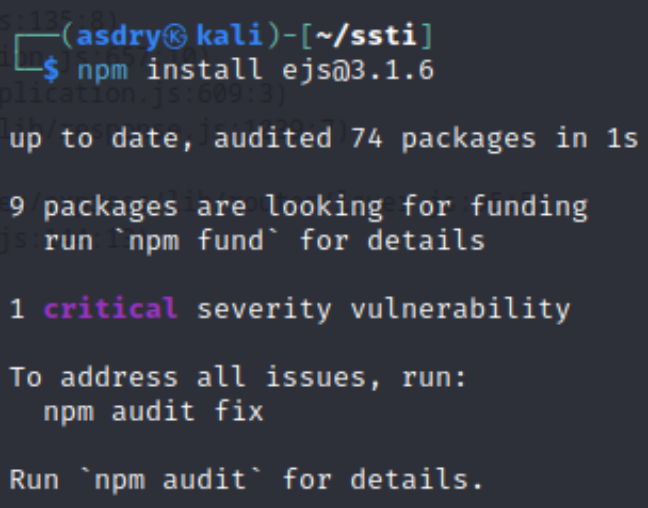 ┌──(asdry㉿kali)-[~/ssti]
└─$ npm install ejs@3.1.6
up to date, audited 74 packages in 1s
9 packages are looking for funding
run `npm fund` for details
1 critical severity vulnerability
To address all issues, run:
npm audit fix
Run `npm audit` for details.